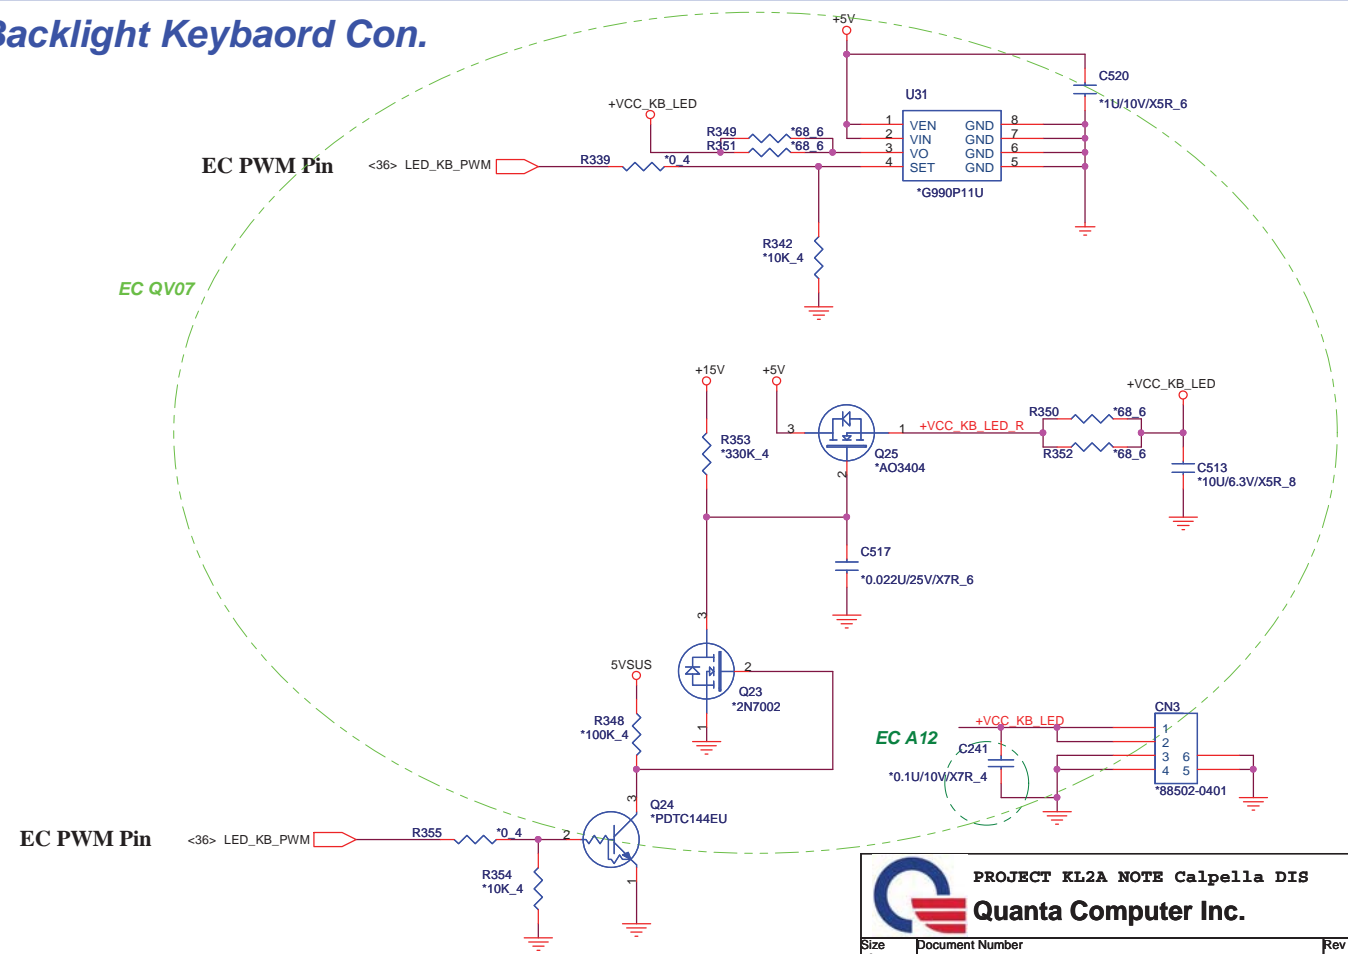 Backlight Keybaord Con.
+5V
C520
*1U/10V/X5R_6
U31
+VCC_KB_LED
R349 *68_6
R351 *68_6
1 VEN GND 8
2 VIN GND 7
3 VO GND 6
4 SET GND 5
*G990P11U
EC PWM Pin <36> LED_KB_PWM R339 *0_4
R342
*10K_4
EC QV07
+15V
+5V
+VCC_KB_LED
R353
*330K_4
3
1
2
Q25
*AO3404
+VCC_KB_LED_R
R350 *68_6
R352 *68_6
C513
*10U/6.3V/X5R_8
C517
*0.022U/25V/X7R_6
3
2
1
Q23
*2N7002
5VSUS
R348
*100K_4
EC A12
+VCC_KB_LED
C241
*0.1U/10V/X7R_4
CN3
1
2
3 6
4 5
*88502-0401
3
Q24
*PDTC144EU
EC PWM Pin <36> LED_KB_PWM R355 *0_4 2
1
R354
*10K_4
PROJECT KL2A NOTE Calpella DIS
Quanta Computer Inc.
Size Document Number Rev